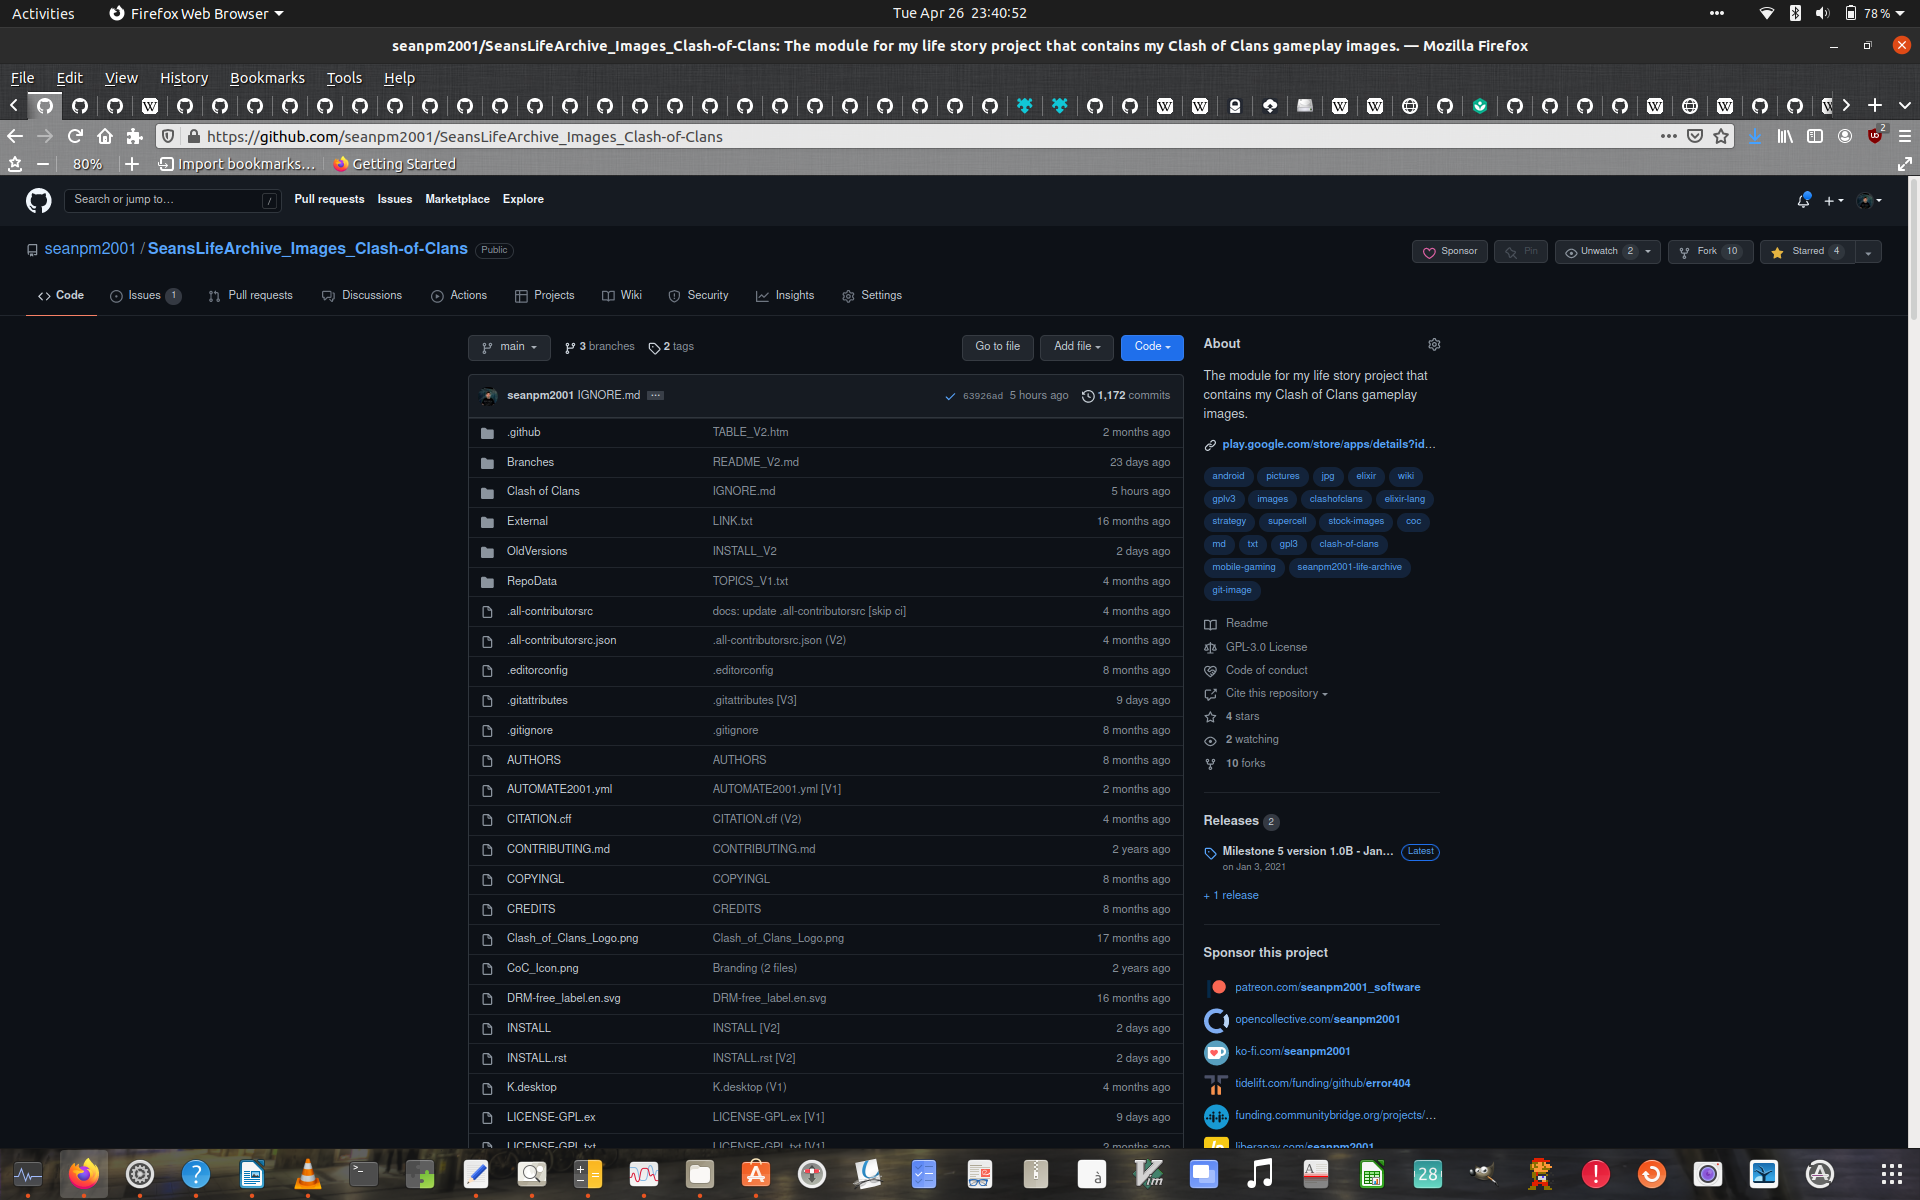 Activities Firefox Web Browser Tue Apr 26 23:40:52 78%
seanpm2001/SeansLifeArchive_Images_Clash-of-Clans: The module for my life story project that contains my Clash of Clans gameplay images. — Mozilla Firefox
File Edit View History Bookmarks Tools Help
https://github.com/seanpm2001/SeansLifeArchive_Images_Clash-of-Clans 2
80% Import bookmarks... Getting Started
Search or jump to... / Pull requests Issues Marketplace Explore
seanpm2001 / SeansLifeArchive_Images_Clash-of-Clans Public Sponsor Pin Unwatch 2 Fork 10 Starred 4
Code Issues 1 Pull requests Discussions Actions Projects Wiki Security Insights Settings
main 3 branches 2 tags Go to file Add file Code
seanpm2001 IGNORE.md ... 63926ad 5 hours ago 1,172 commits
.github TABLE_V2.htm 2 months ago
Branches README_V2.md 23 days ago
Clash of Clans IGNORE.md 5 hours ago
External LINK.txt 16 months ago
OldVersions INSTALL_V2 2 days ago
RepoData TOPICS_V1.txt 4 months ago
.all-contributorsrc docs: update .all-contributorsrc [skip ci] 4 months ago
.all-contributorsrc.json .all-contributorsrc.json (V2) 4 months ago
.editorconfig .editorconfig 8 months ago
.gitattributes .gitattributes [V3] 9 days ago
.gitignore .gitignore 8 months ago
AUTHORS AUTHORS 8 months ago
AUTOMATE2001.yml AUTOMATE2001.yml [V1] 2 months ago
CITATION.cff CITATION.cff (V2) 4 months ago
CONTRIBUTING.md CONTRIBUTING.md 2 years ago
COPYINGL COPYINGL 8 months ago
CREDITS CREDITS 8 months ago
Clash_of_Clans_Logo.png Clash_of_Clans_Logo.png 17 months ago
CoC_Icon.png Branding (2 files) 2 years ago
DRM-free_label.en.svg DRM-free_label.en.svg 16 months ago
INSTALL INSTALL [V2] 2 days ago
INSTALL.rst INSTALL.rst [V2] 2 days ago
K.desktop K.desktop (V1) 4 months ago
LICENSE-GPL.ex LICENSE-GPL.ex [V1] 9 days ago
LICENSE-GPL.txt LICENSE-GPL.txt [V1] 2 months ago
About
The module for my life story project that
contains my Clash of Clans gameplay
images.
play.google.com/store/apps/details?id...
android pictures jpg elixir wiki
gplv3 images clashofclans elixir-lang
strategy supercell stock-images coc
md txt gpl3 clash-of-clans
mobile-gaming seanpm2001-life-archive
git-image
Readme
GPL-3.0 License
Code of conduct
Cite this repository
4 stars
2 watching
10 forks
Releases 2
Milestone 5 version 1.0B - Jan... Latest
on Jan 3, 2021
+ 1 release
Sponsor this project
patreon.com/seanpm2001_software
opencollective.com/seanpm2001
ko-fi.com/seanpm2001
tidelift.com/funding/github/error404
funding.communitybridge.org/projects/...
liberapay.com/seanpm2001
28